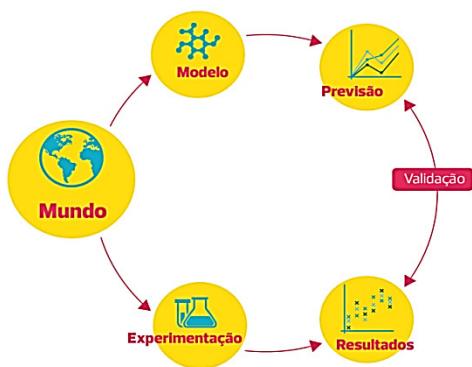 Modelo
Previsão
Mundo
Validação
Experimentação
Resultados